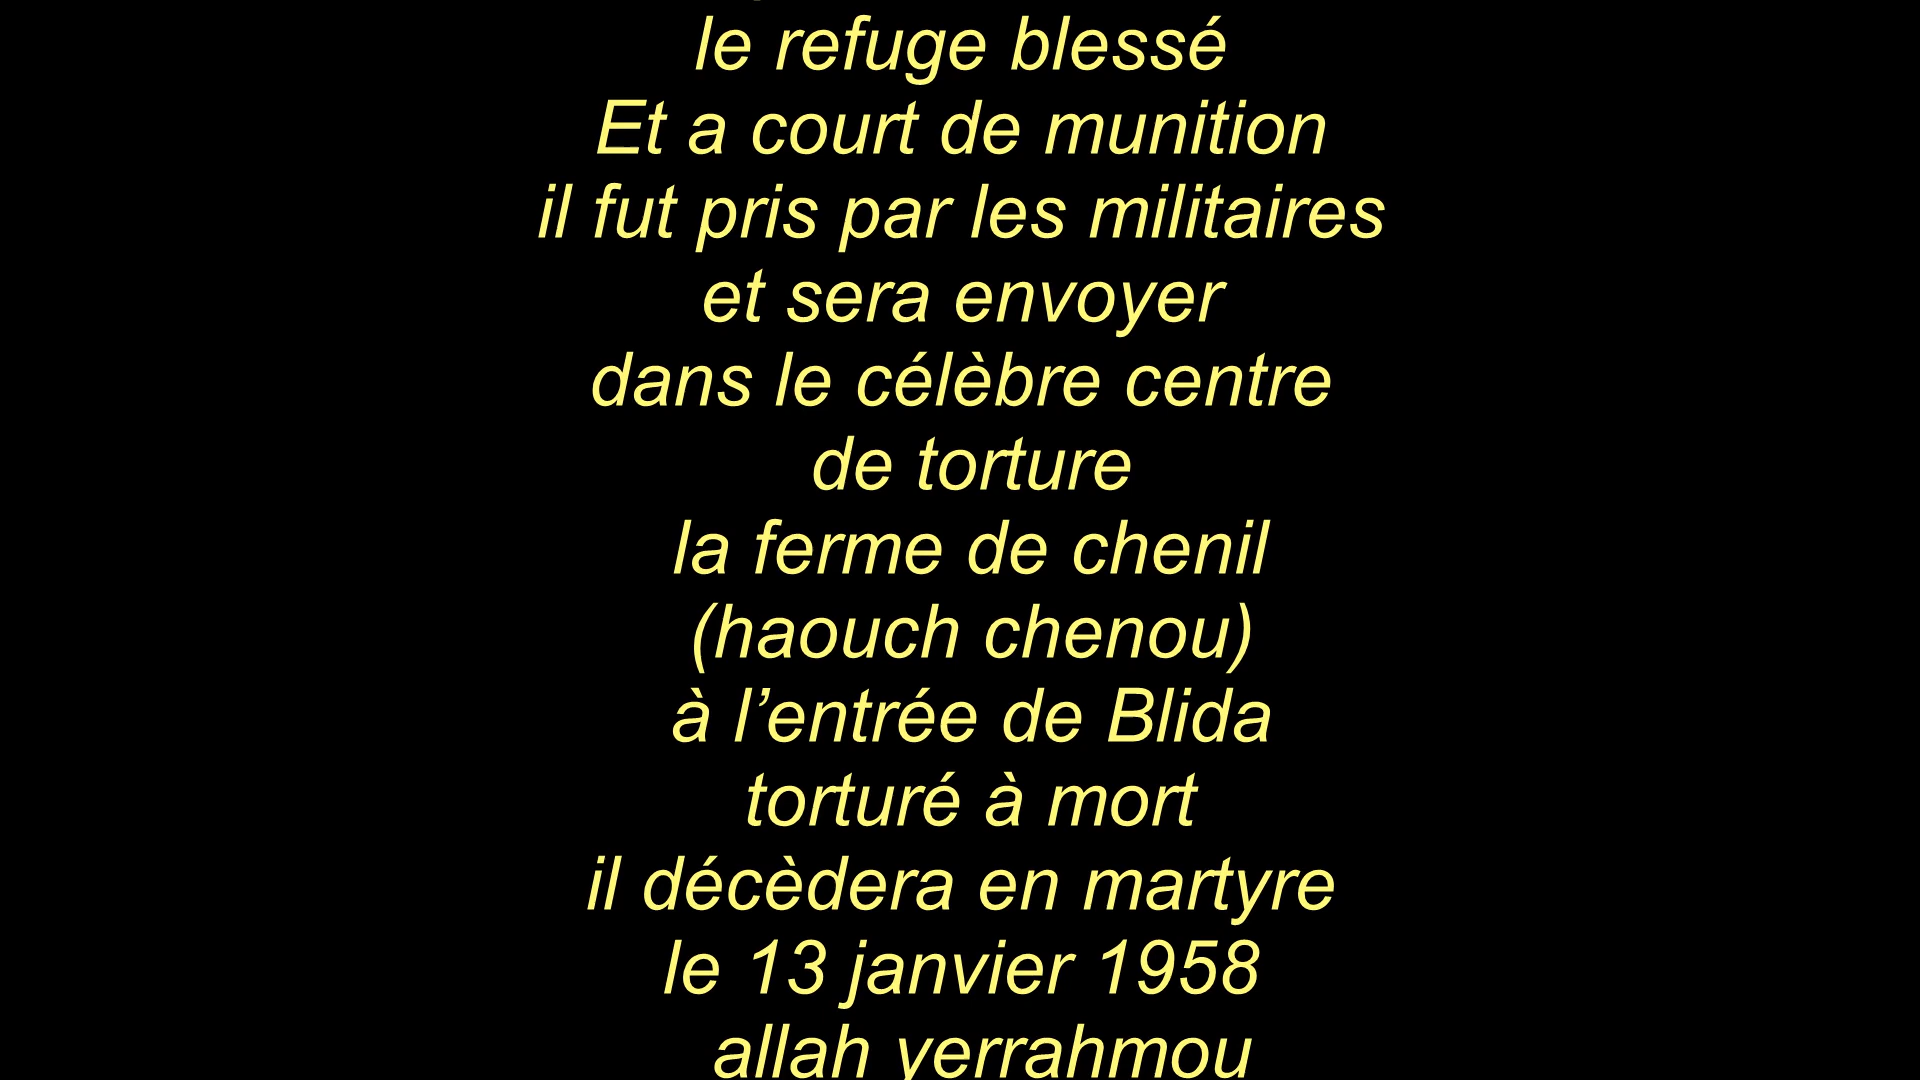 le refuge blessé
Et a court de munition
il fut pris par les militaires
et sera envoyer
dans le célèbre centre
de torture
la ferme de chenil
(haouch chenou)
à l’entrée de Blida
torturé à mort
il décèdera en martyre
le 13 janvier 1958
allah yerrahmou